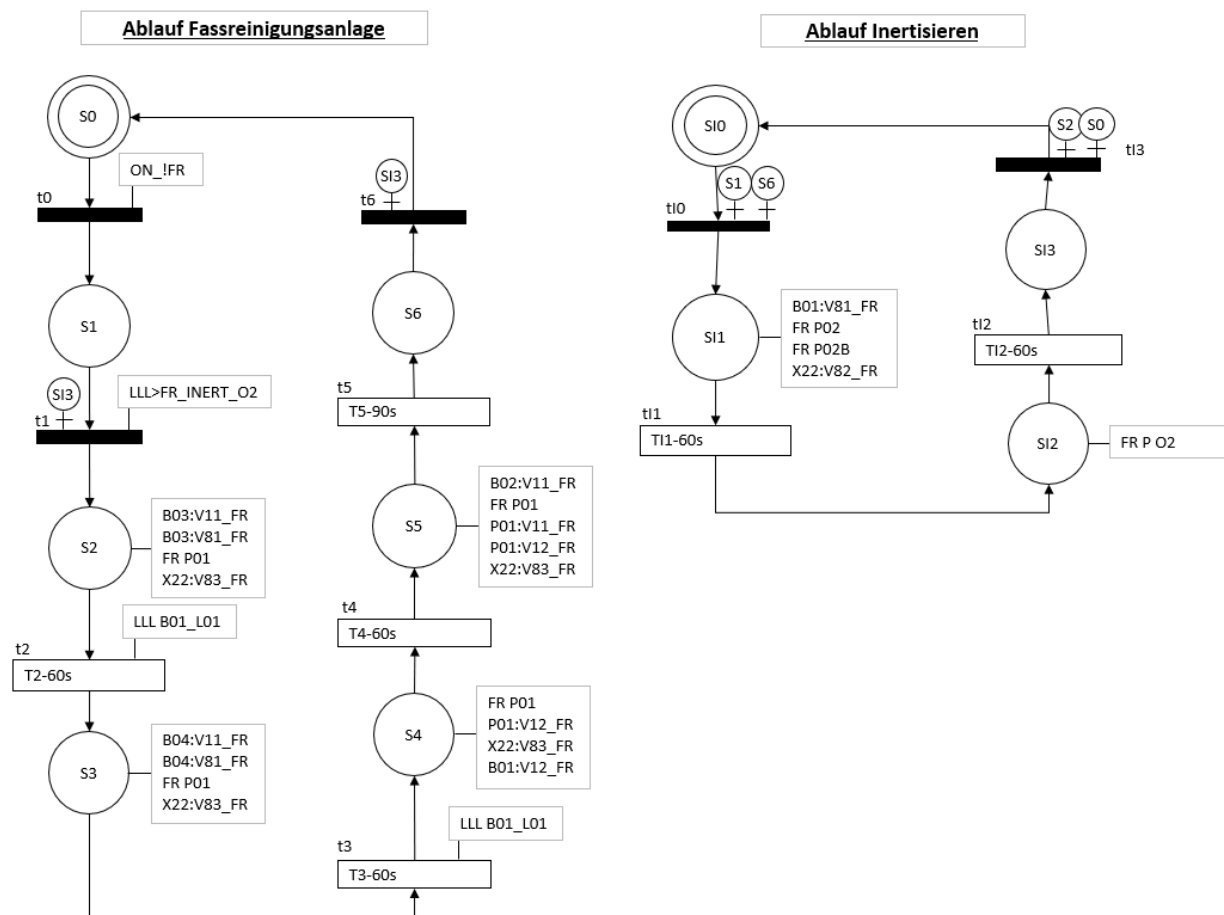 Ablauf Fassreinigungsanlage
S0
ON_!FR
t0
S1
SI3
LLL>FR_INERT_O2
t1
S2
B03:V11_FR
B03:V81_FR
FR P01
X22:V83_FR
LLL B01_L01
t2
T2-60s
S3
B04:V11_FR
B04:V81_FR
FR P01
X22:V83_FR
SI3
t6
S6
t5
T5-90s
S5
B02:V11_FR
FR P01
P01:V11_FR
P01:V12_FR
X22:V83_FR
t4
T4-60s
S4
FR P01
P01:V12_FR
X22:V83_FR
B01:V12_FR
LLL B01_L01
t3
T3-60s
Ablauf Inertisieren
SI0
S1 S6
tI0
SI1
B01:V81_FR
FR P02
FR P02B
X22:V82_FR
tI1
TI1-60s
S2 S0
tI3
SI3
tI2
TI2-60s
SI2
FR P O2